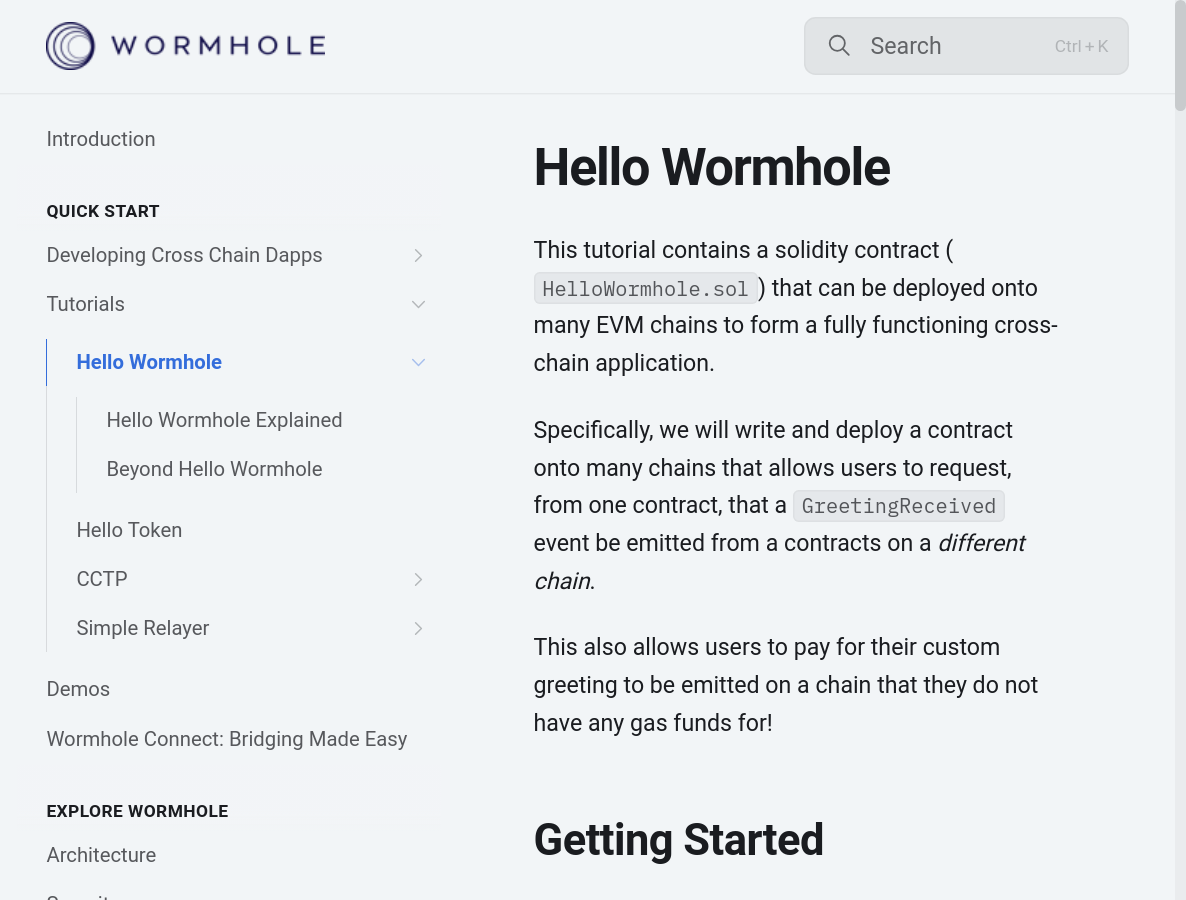 WORMHOLE
Search
Ctrl + K
Introduction
QUICK START
Developing Cross Chain Dapps
Tutorials
Hello Wormhole
Hello Wormhole Explained
Beyond Hello Wormhole
Hello Token
CCTP
Simple Relayer
Demos
Wormhole Connect: Bridging Made Easy
EXPLORE WORMHOLE
Architecture
Hello Wormhole
This tutorial contains a solidity contract (
HelloWormhole.sol ) that can be deployed onto
many EVM chains to form a fully functioning cross-
chain application.
Specifically, we will write and deploy a contract
onto many chains that allows users to request,
from one contract, that a GreetingReceived
event be emitted from a contracts on a different
chain.
This also allows users to pay for their custom
greeting to be emitted on a chain that they do not
have any gas funds for!
Getting Started